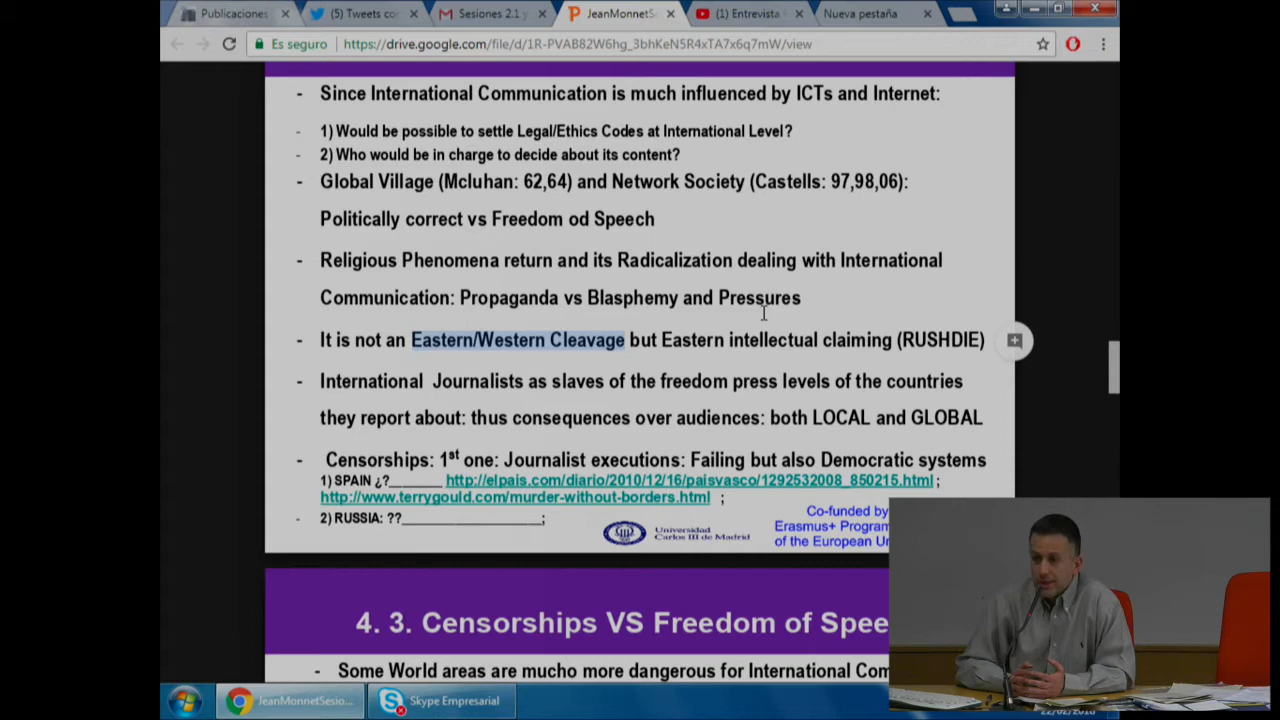 Publicaciones
(5) Tweets co
Sesiones 2.1 y
JeanMonnetS
(1) Entrevista
Nueva pestaña
Es seguro
https://drive.google.com/file/d/1R-PVAB82W6hg_3bhKeN5R4xTA7x6q7mW/view
- Since International Communication is much influenced by ICTs and Internet:
- 1) Would be possible to settle Legal/Ethics Codes at International Level?
- 2) Who would be in charge to decide about its content?
- Global Village (Mcluhan: 62,64) and Network Society (Castells: 97,98,06):
Politically correct vs Freedom od Speech
- Religious Phenomena return and its Radicalization dealing with International
Communication: Propaganda vs Blasphemy and Pressures
- It is not an Eastern/Western Cleavage but Eastern intellectual claiming (RUSHDIE)
- International Journalists as slaves of the freedom press levels of the countries
they report about: thus consequences over audiences: both LOCAL and GLOBAL
- Censorships: 1st one: Journalist executions: Failing but also Democratic systems
1) SPAIN ¿?_______ http://elpais.com/diario/2010/12/16/paisvasco/1292532008_850215.html ;
http://www.terrygould.com/murder-without-borders.html ;
- 2) RUSSIA: ??__________________;
Universidad
Carlos III de Madrid
Co-funded by
Erasmus+ Program
of the European Un
4. 3. Censorships VS Freedom of Spee
- Some World areas are mucho more dangerous for International Com
JeanMonnetSesio...
Skype Empresarial